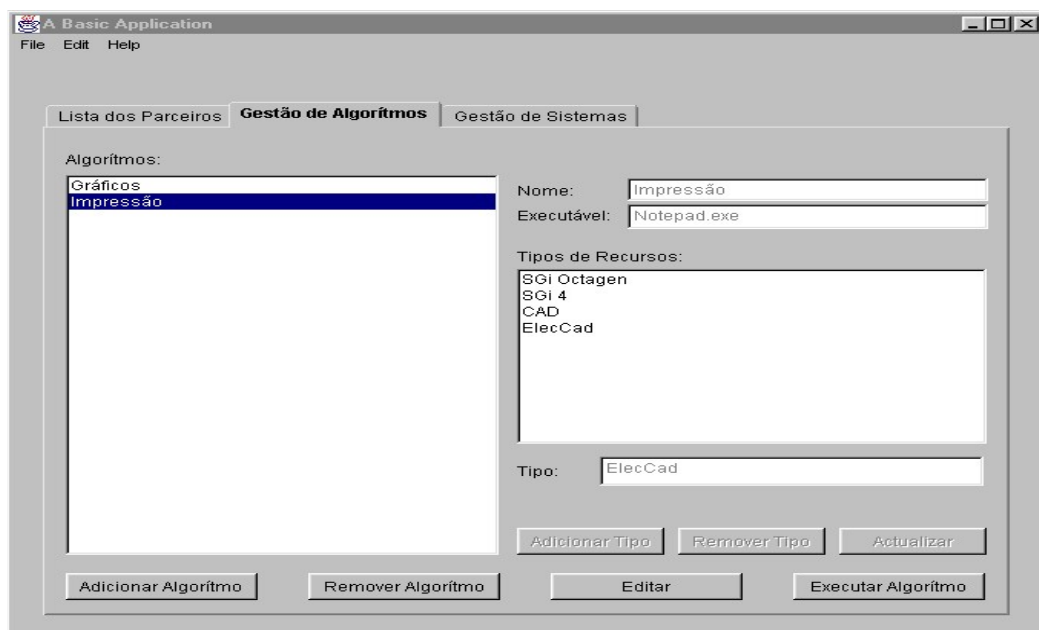 A Basic Application
File Edit Help
Lista dos Parceiros Gestão de Algorítmos Gestão de Sistemas
Algorítmos:
Gráficos
Impressão
Nome: Impressão
Executável: Notepad.exe
Tipos de Recursos:
SGi Octagen
SGi 4
CAD
ElecCad
Tipo: ElecCad
Adicionar Tipo Remover Tipo Actualizar
Adicionar Algorítmo Remover Algorítmo Editar Executar Algorítmo